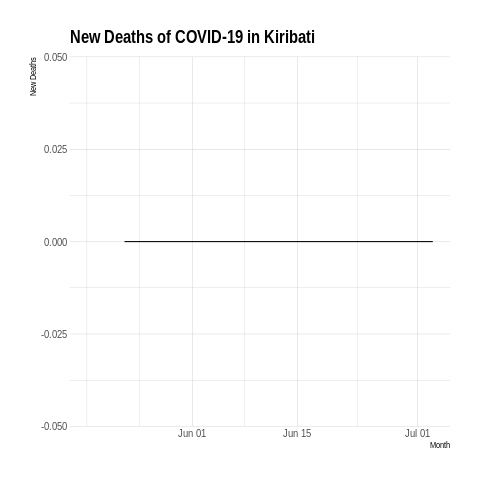 New Deaths of COVID-19 in Kiribati
New Deaths
0.050
0.025
0.000
-0.025
-0.050
Jun 01
Jun 15
Jul 01
Month